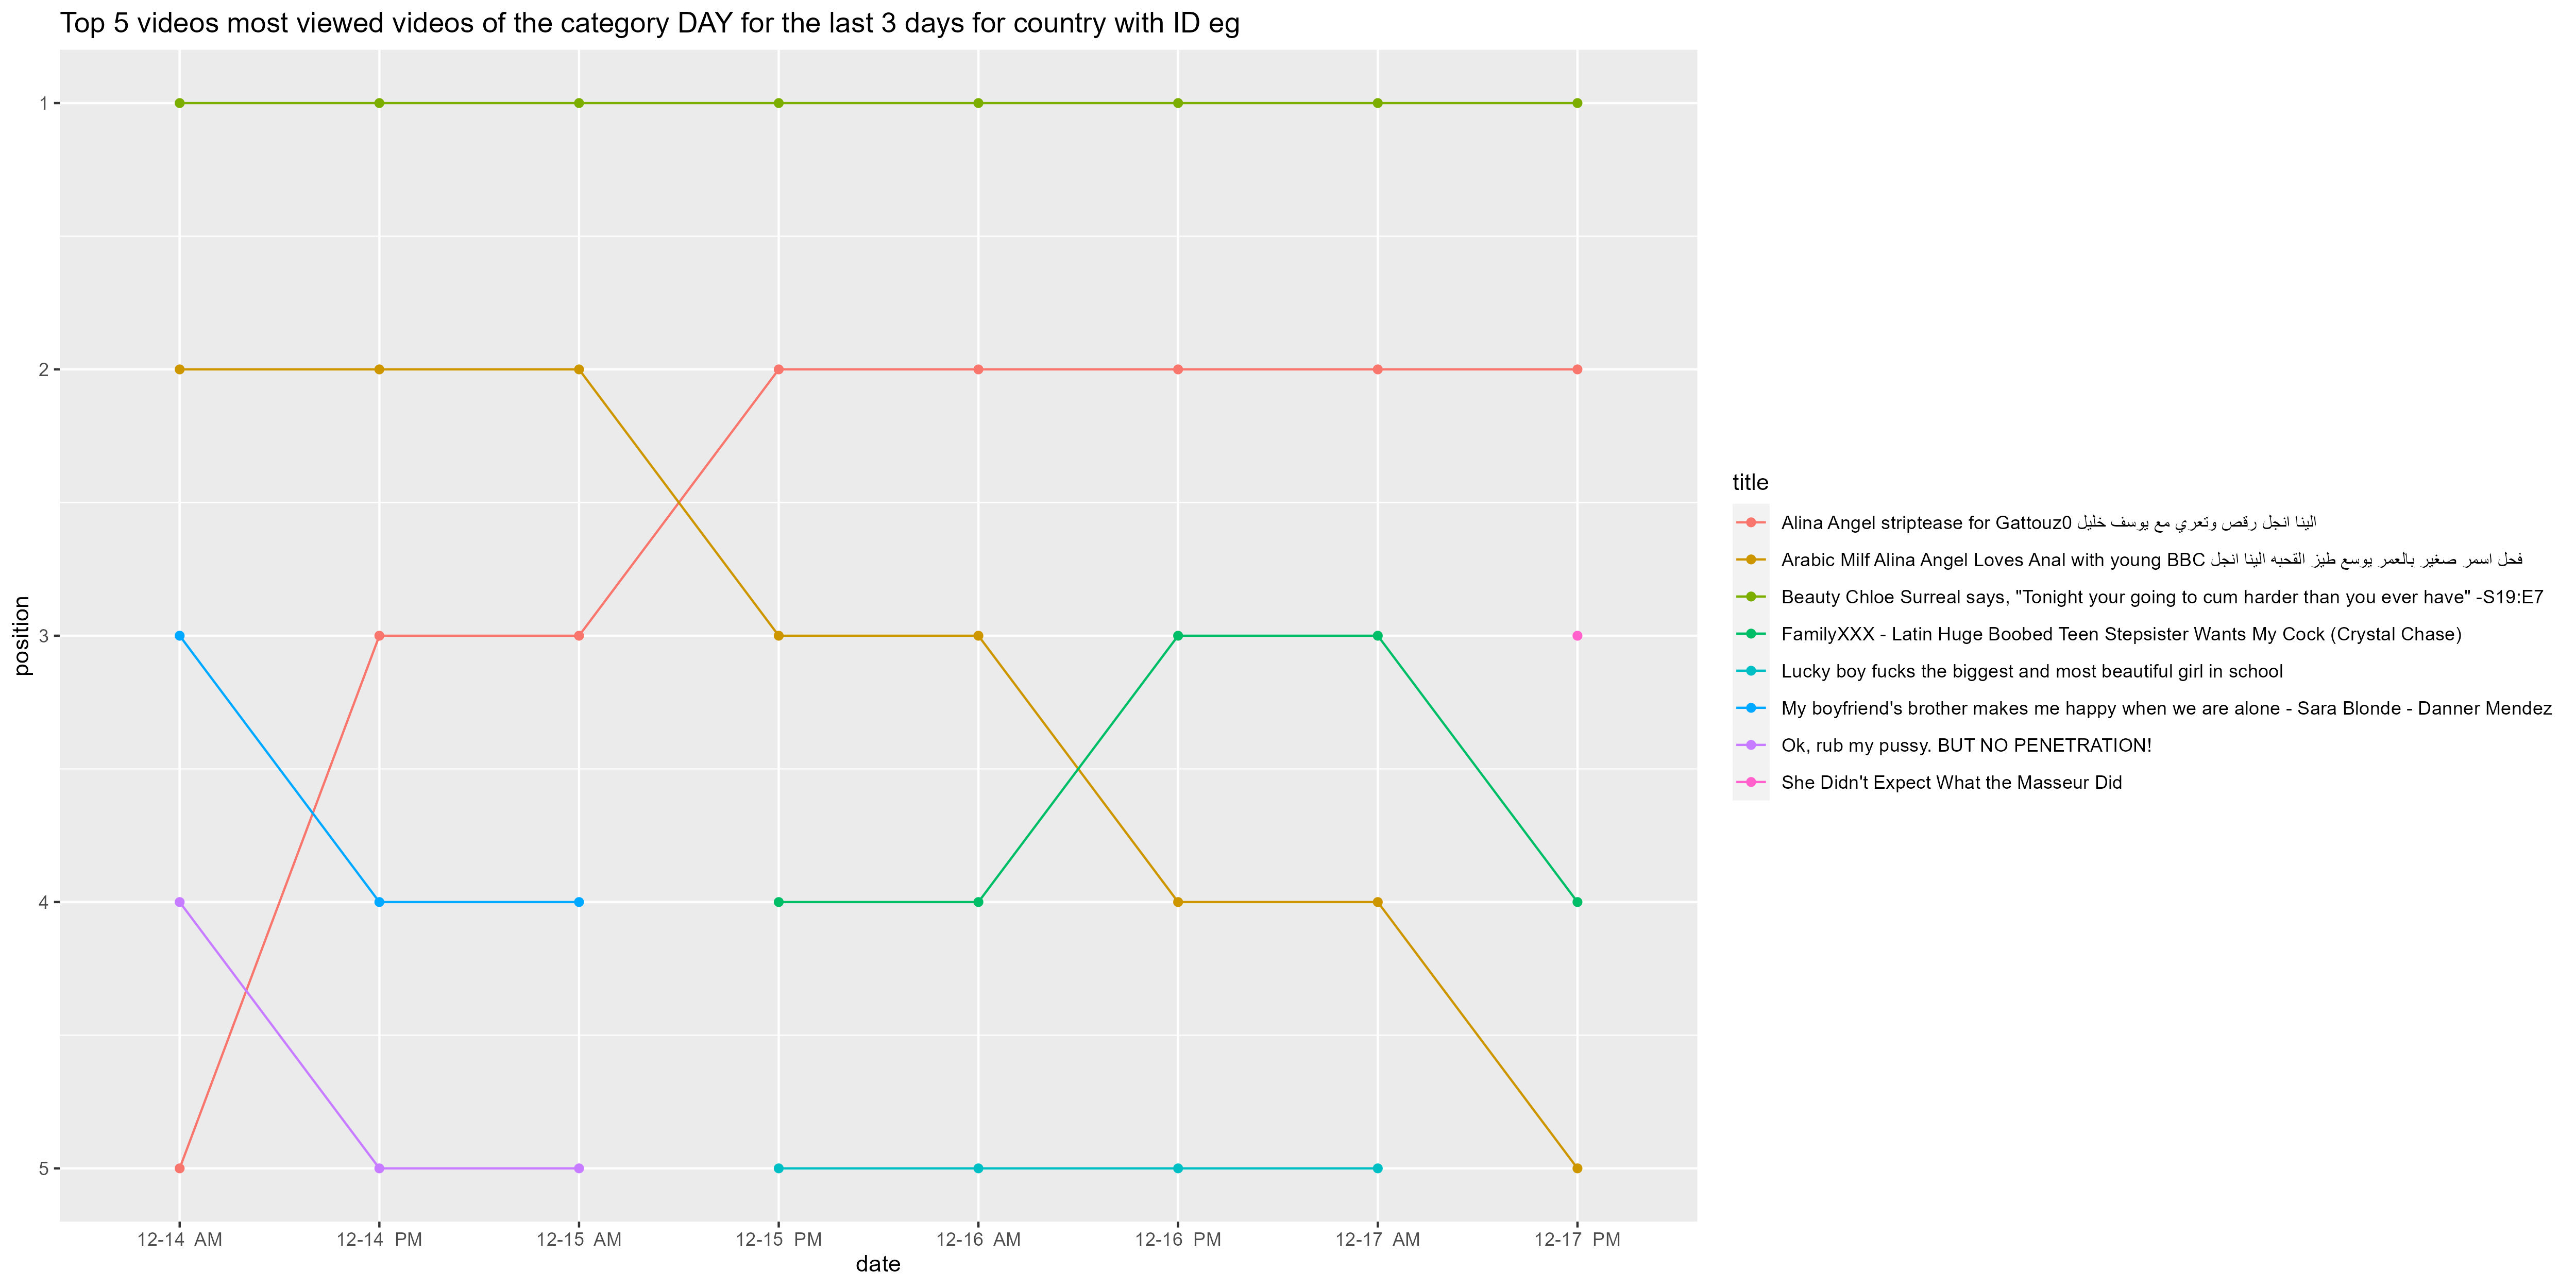 Top 5 videos most viewed videos of the category DAY for the last 3 days for country with ID eg
position
1
2
3
4
5
12-14 AM
12-14 PM
12-15 AM
12-15 PM
12-16 AM
12-16 PM
12-17 AM
12-17 PM
date
title
Alina Angel striptease for Gattouz0 الينا انجل رقص وتعري مع يوسف خليل
Arabic Milf Alina Angel Loves Anal with young BBC فحل اسمر صغير بالعمر يوسع طيز القحبه الينا انجل
Beauty Chloe Surreal says, "Tonight your going to cum harder than you ever have" -S19:E7
FamilyXXX - Latin Huge Boobed Teen Stepsister Wants My Cock (Crystal Chase)
Lucky boy fucks the biggest and most beautiful girl in school
My boyfriend's brother makes me happy when we are alone - Sara Blonde - Danner Mendez
Ok, rub my pussy. BUT NO PENETRATION!
She Didn't Expect What the Masseur Did